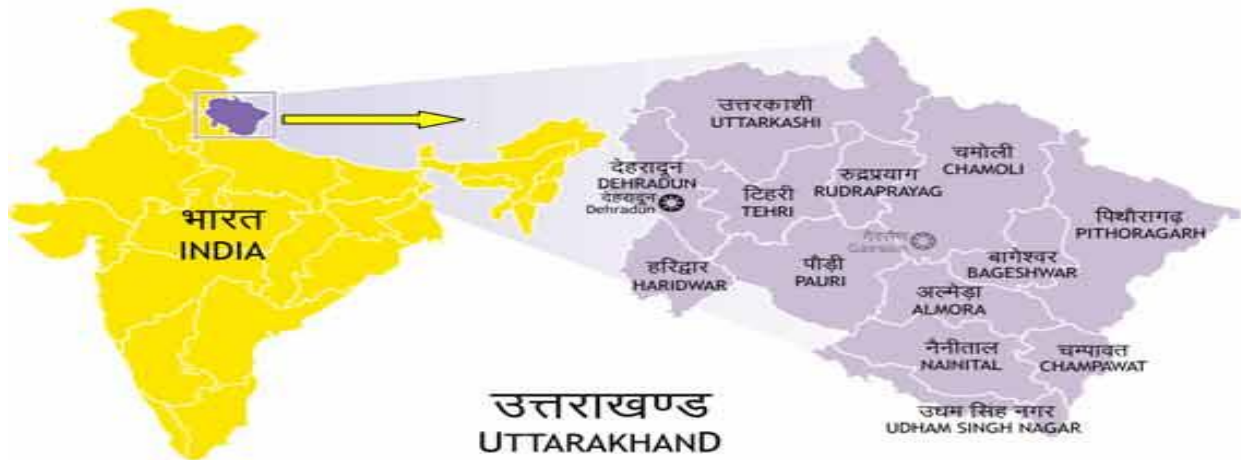 भारत
INDIA
उत्तराखण्ड
UTTARAKHAND
उत्तरकाशी
UTTARKASHI
देहरादून
DEHRADUN
देहरादून
Dehradun
टिहरी
TEHRI
रुद्रप्रयाग
RUDRAPRAYAG
चमोली
CHAMOLI
पिथौरागढ़
PITHORAGARH
हरिद्वार
HARIDWAR
पौड़ी
PAURI
बागेश्वर
BAGESHWAR
अल्मोड़ा
ALMORA
नैनीताल
NAINITAL
चम्पावत
CHAMPAWAT
उधम सिंह नगर
UDHAM SINGH NAGAR